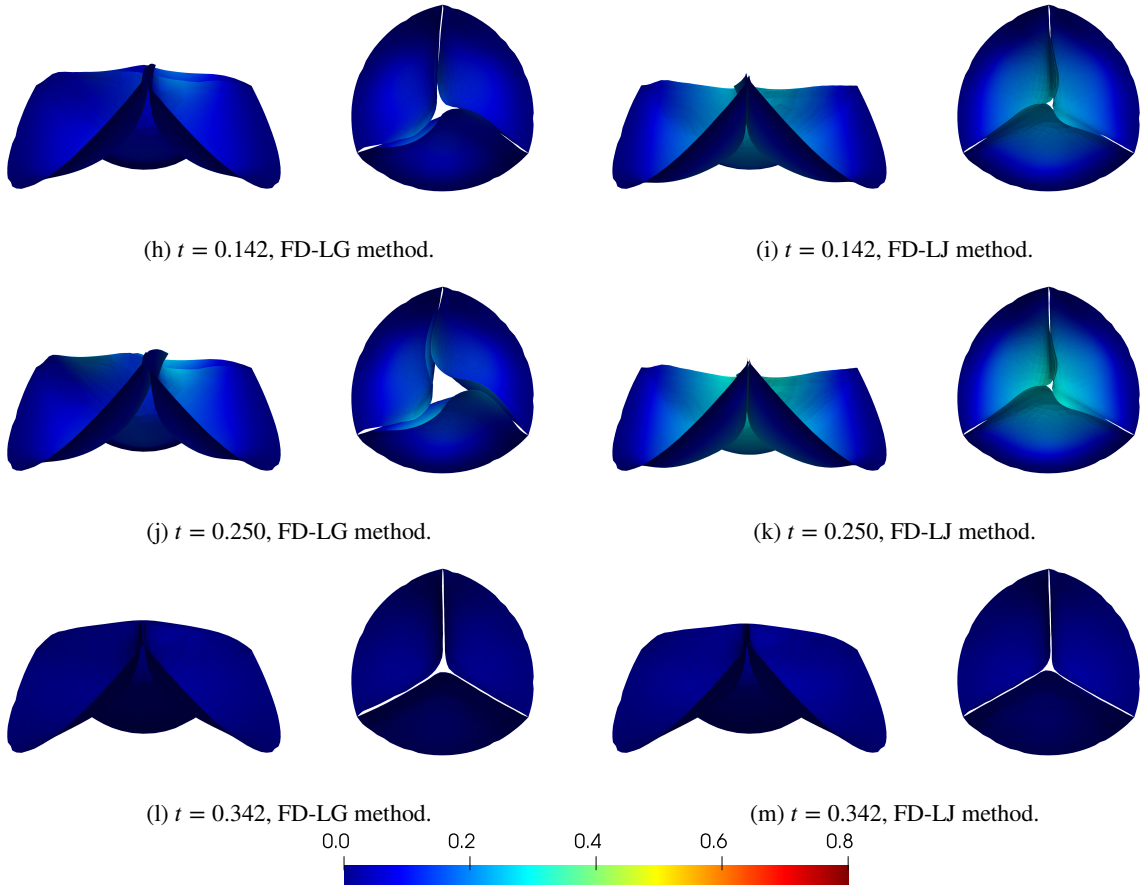 (h) t = 0.142, FD-LG method.
(i) t = 0.142, FD-LJ method.
(j) t = 0.250, FD-LG method.
(k) t = 0.250, FD-LJ method.
(l) t = 0.342, FD-LG method.
(m) t = 0.342, FD-LJ method.
0.0 0.2 0.4 0.6 0.8